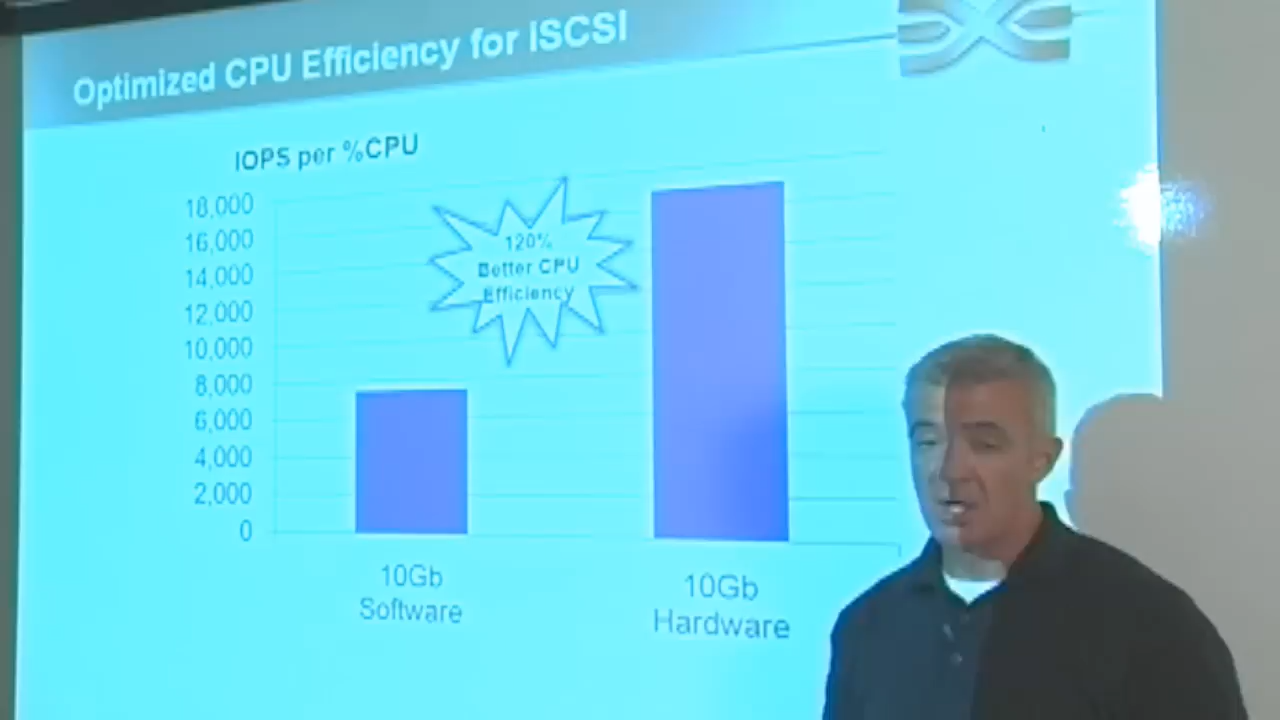 Optimized CPU Efficiency for ISCSI
IOPS per %CPU
18,000
16,000
14,000
12,000
10,000
8,000
6,000
4,000
2,000
0
120%
Better CPU
Efficiency
10Gb
Software
10Gb
Hardware